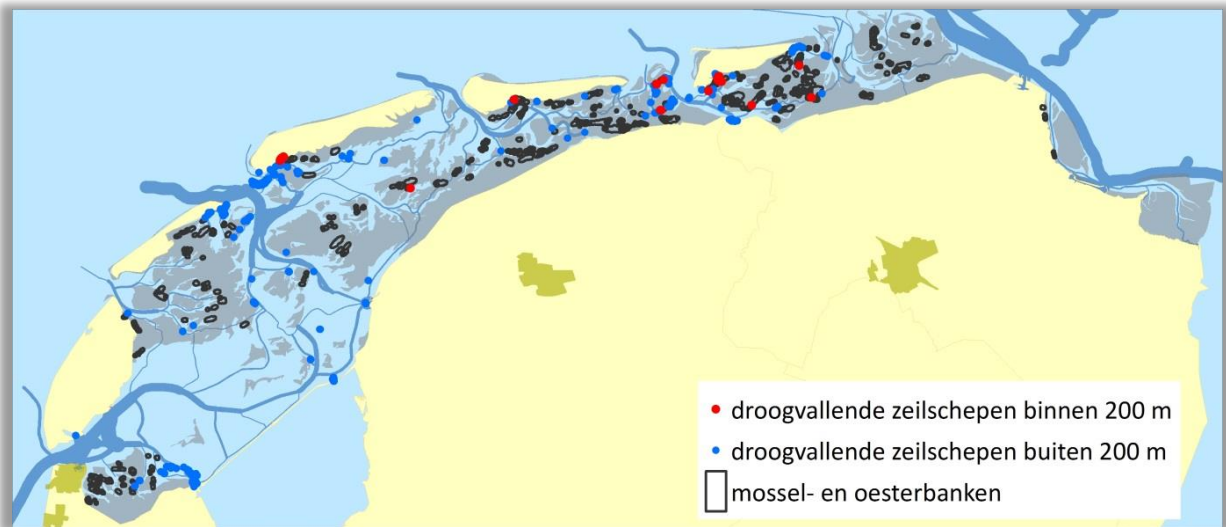 droogvallende zeilschepen binnen 200 m
droogvallende zeilschepen buiten 200 m
mossel- en oesterbanken